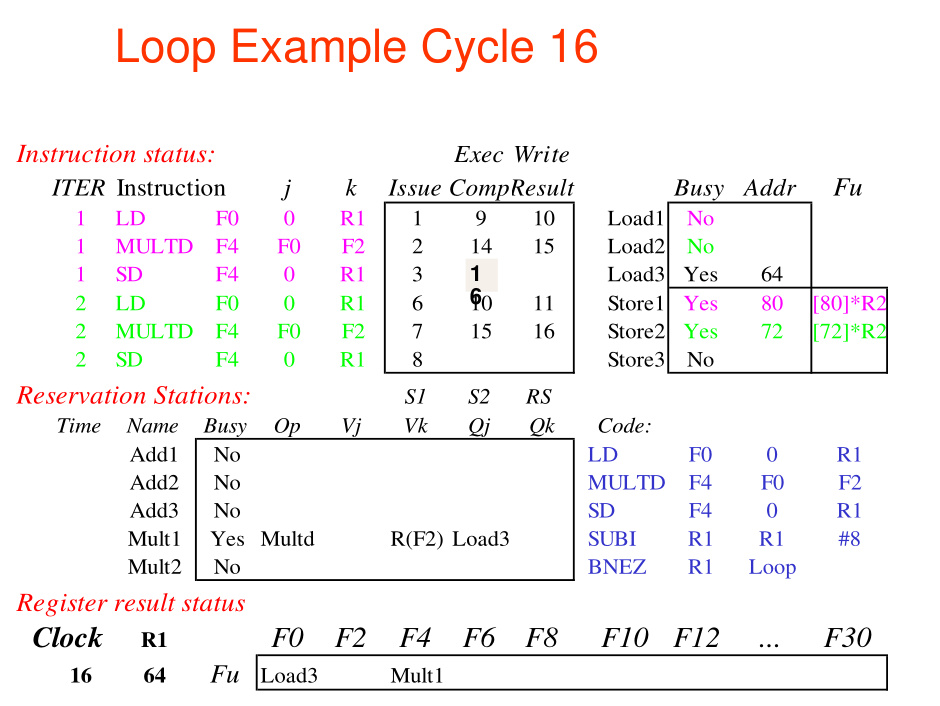 Loop Example Cycle 16
Instruction status: Exec Write
ITER Instruction j k Issue Comp Result Busy Addr Fu
1 LD F0 0 R1 1 9 10 Load1 No
1 MULTD F4 F0 F2 2 14 15 Load2 No
1 SD F4 0 R1 3 16 Load3 Yes 64
2 LD F0 0 R1 6 10 11 Store1 Yes 80 [80]*R2
2 MULTD F4 F0 F2 7 15 16 Store2 Yes 72 [72]*R2
2 SD F4 0 R1 8 Store3 No
Reservation Stations: S1 S2 RS
Time Name Busy Op Vj Vk Qj Qk Code:
Add1 No LD F0 0 R1
Add2 No MULTD F4 F0 F2
Add3 No SD F4 0 R1
Mult1 Yes Multd R(F2) Load3 SUBI R1 R1 #8
Mult2 No BNEZ R1 Loop
Register result status
Clock R1 F0 F2 F4 F6 F8 F10 F12 ... F30
16 64 Fu Load3 Mult1